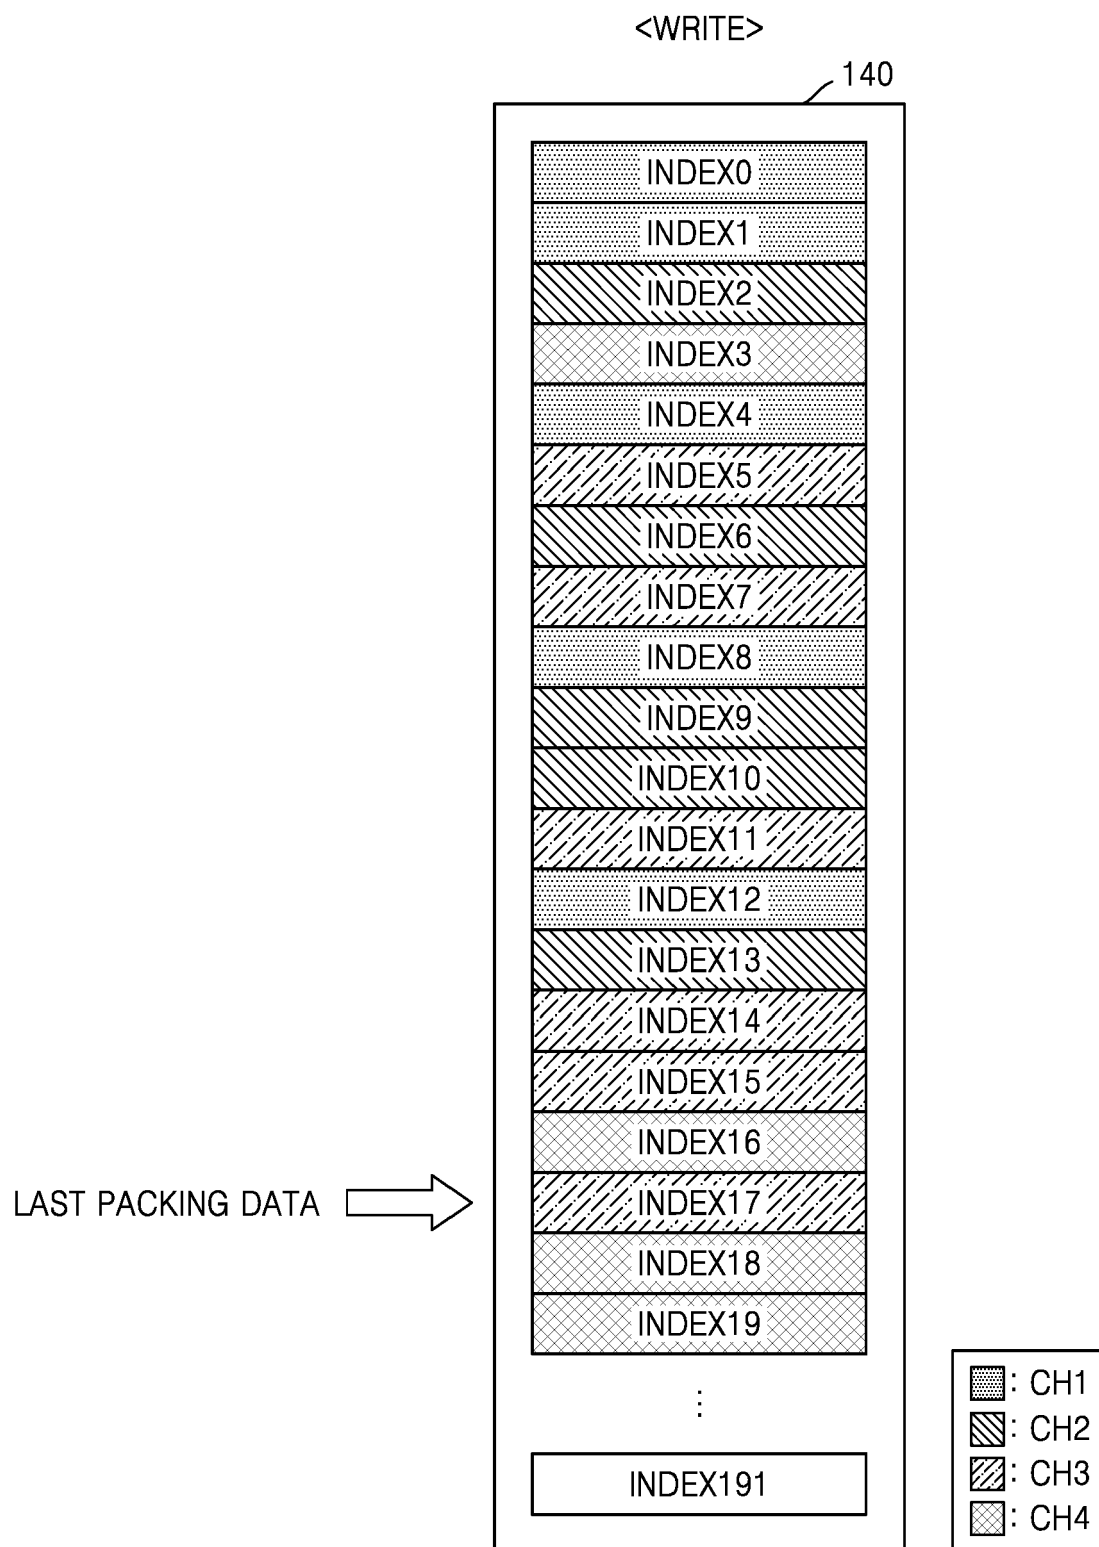 <WRITE>
140
INDEX0
INDEX1
INDEX2
INDEX3
INDEX4
INDEX5
INDEX6
INDEX7
INDEX8
INDEX9
INDEX10
INDEX11
INDEX12
INDEX13
INDEX14
INDEX15
INDEX16
LAST PACKING DATA INDEX17
INDEX18
INDEX19
⋮
INDEX191
: CH1
: CH2
: CH3
: CH4